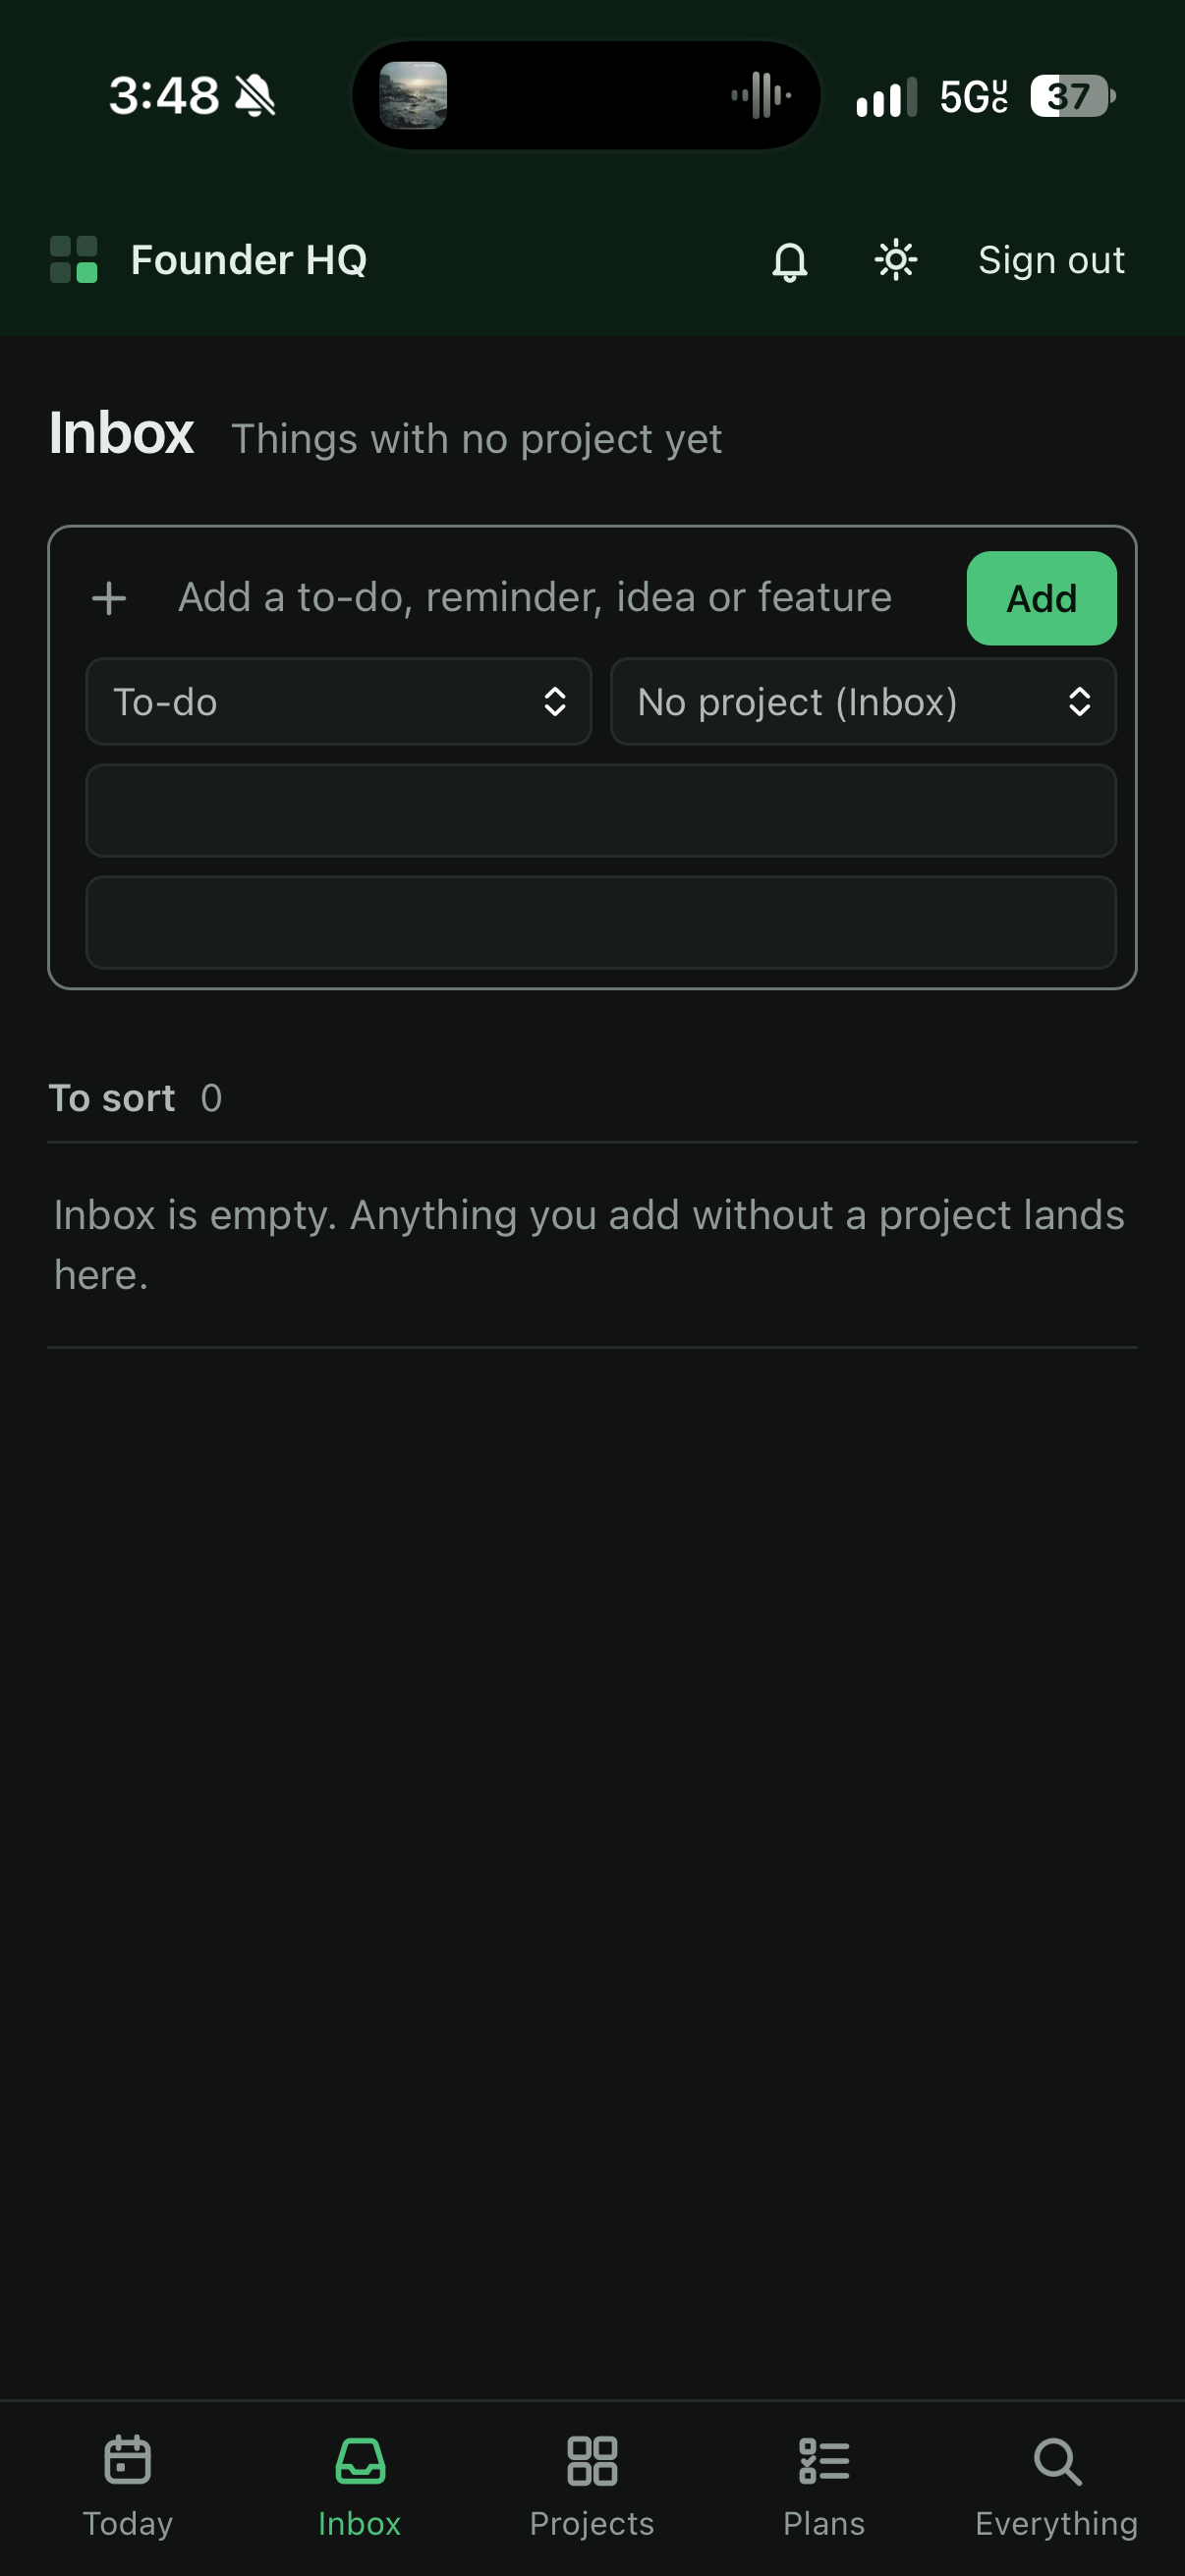 3:48
5G UC
37
Founder HQ
Sign out
Inbox
Things with no project yet
Add a to-do, reminder, idea or feature
Add
To-do
No project (Inbox)
To sort 0
Inbox is empty. Anything you add without a project lands
here.
Today
Inbox
Projects
Plans
Everything